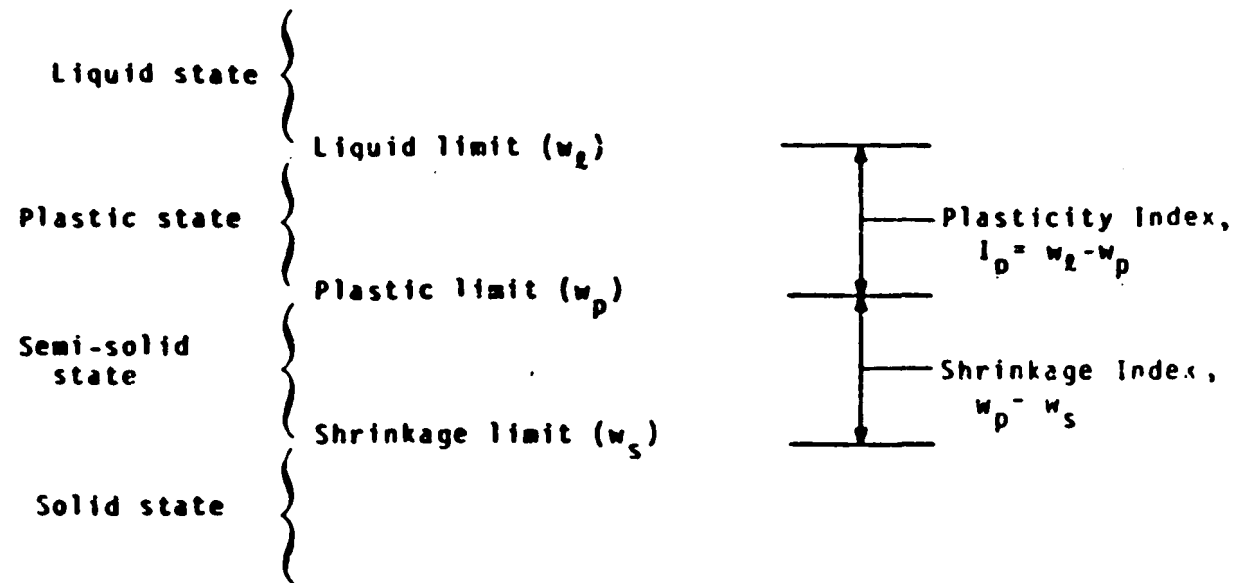 Liquid state
Liquid limit (wℓ)
Plastic state
Plasticity Index,
Ip= wℓ-wp
Plastic limit (wp)
Semi-solid
state
Shrinkage Index,
wp- ws
Shrinkage limit (ws)
Solid state